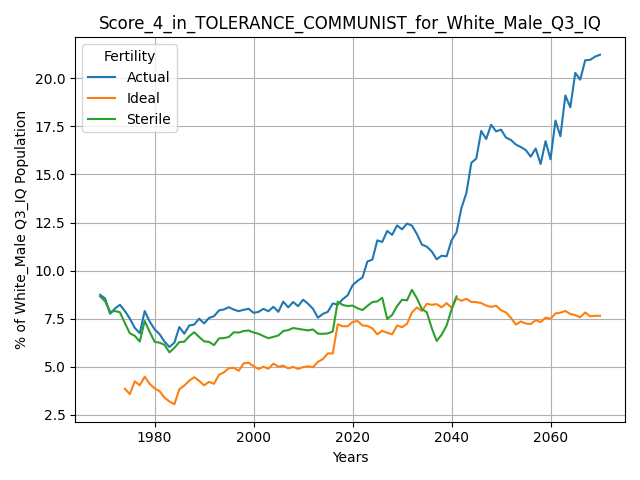 Score_4_in_TOLERANCE_COMMUNIST_for_White_Male_Q3_IQ
Fertility
Actual
Ideal
Sterile
% of White_Male Q3_IQ Population
20.0
17.5
15.0
12.5
10.0
7.5
5.0
2.5
1980 2000 2020 2040 2060
Years